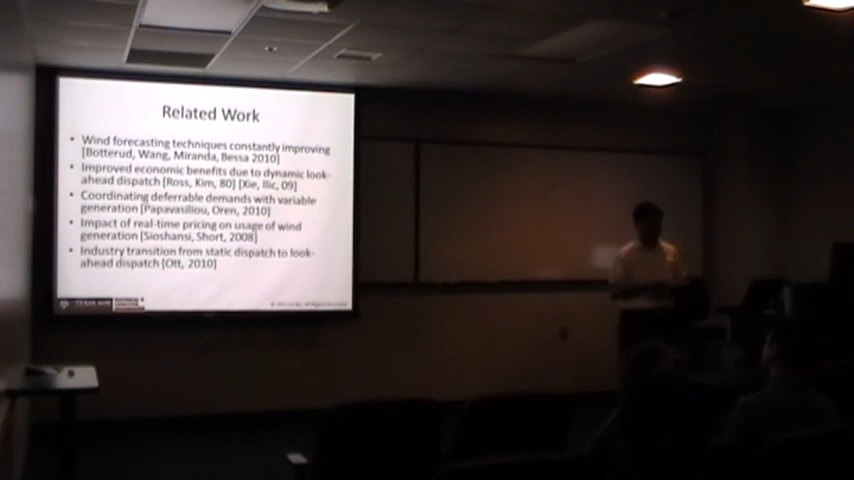 Related Work
• Wind forecasting techniques constantly improving
[Botterud, Wang, Miranda, Bessa 2010]
• Improved economic benefits due to dynamic look-
ahead dispatch [Ross, Kim, 80] [Xie, Ilic, 09]
• Coordinating deferrable demands with variable
generation [Papavasiliou, Oren, 2010]
• Impact of real-time pricing on usage of wind
generation [Sioshansi, Short, 2008]
• Industry transition from static dispatch to look-
ahead dispatch [Ott, 2010]